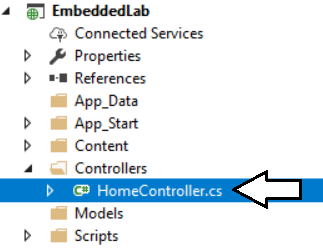 EmbeddedLab
Connected Services
Properties
References
App_Data
App_Start
Content
Controllers
C# HomeController.cs
Models
Scripts